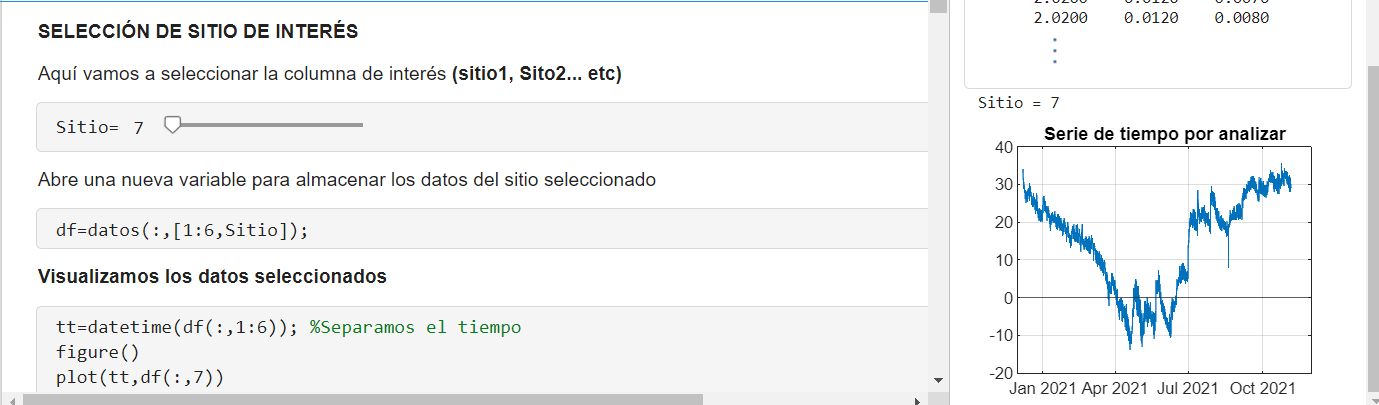 SELECCIÓN DE SITIO DE INTERÉS
Aquí vamos a seleccionar la columna de interés (sitio1, Sito2... etc)
Sitio= 7
Abre una nueva variable para almacenar los datos del sitio seleccionado
df=datos(:,[1:6,Sitio]);
Visualizamos los datos seleccionados
tt=datetime(df(:,1:6)); %Separamos el tiempo
figure()
plot(tt,df(:,7))
2.0200 0.0120 0.0080
Sitio = 7
Serie de tiempo por analizar
40
30
20
10
0
-10
-20
Jan 2021 Apr 2021 Jul 2021 Oct 2021